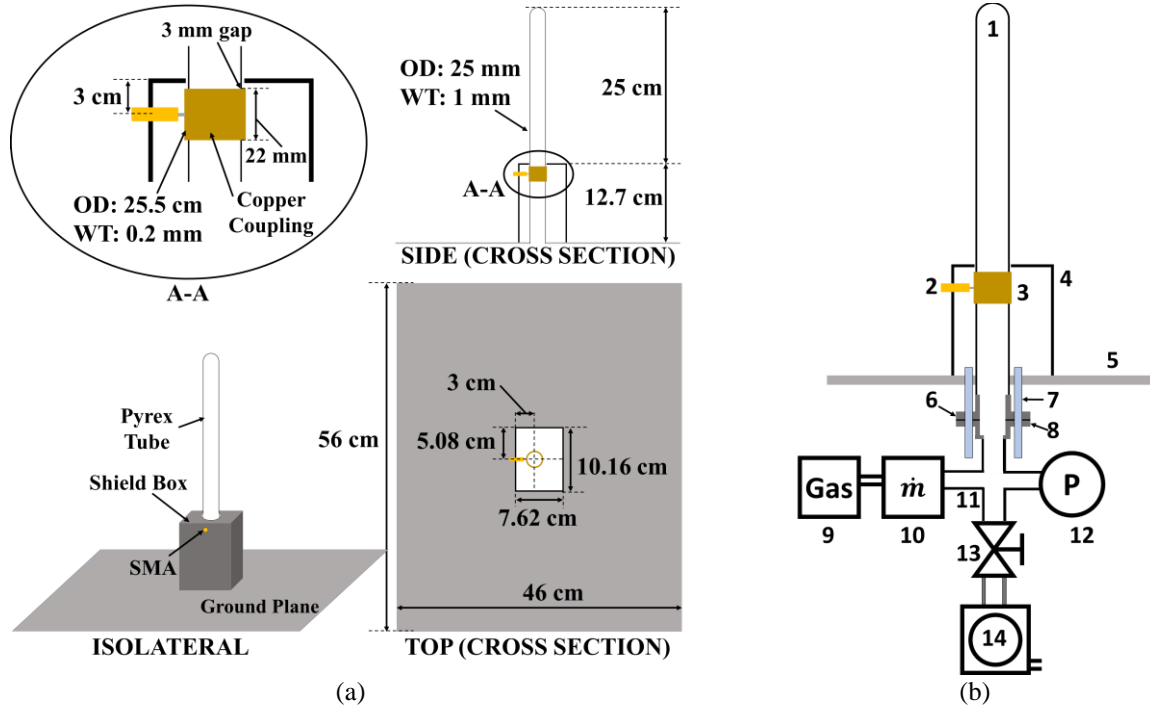 3 mm gap
3 cm
22 mm
OD: 25.5 cm
WT: 0.2 mm
Copper
Coupling
A-A
OD: 25 mm
WT: 1 mm
25 cm
A-A
12.7 cm
SIDE (CROSS SECTION)
Pyrex
Tube
Shield Box
SMA
Ground Plane
ISOLATERAL
56 cm
3 cm
5.08 cm
10.16 cm
7.62 cm
46 cm
TOP (CROSS SECTION)
(a)
1
2
3
4
5
6
7
8
Gas
ṁ
P
9
10
11
12
13
14
(b)